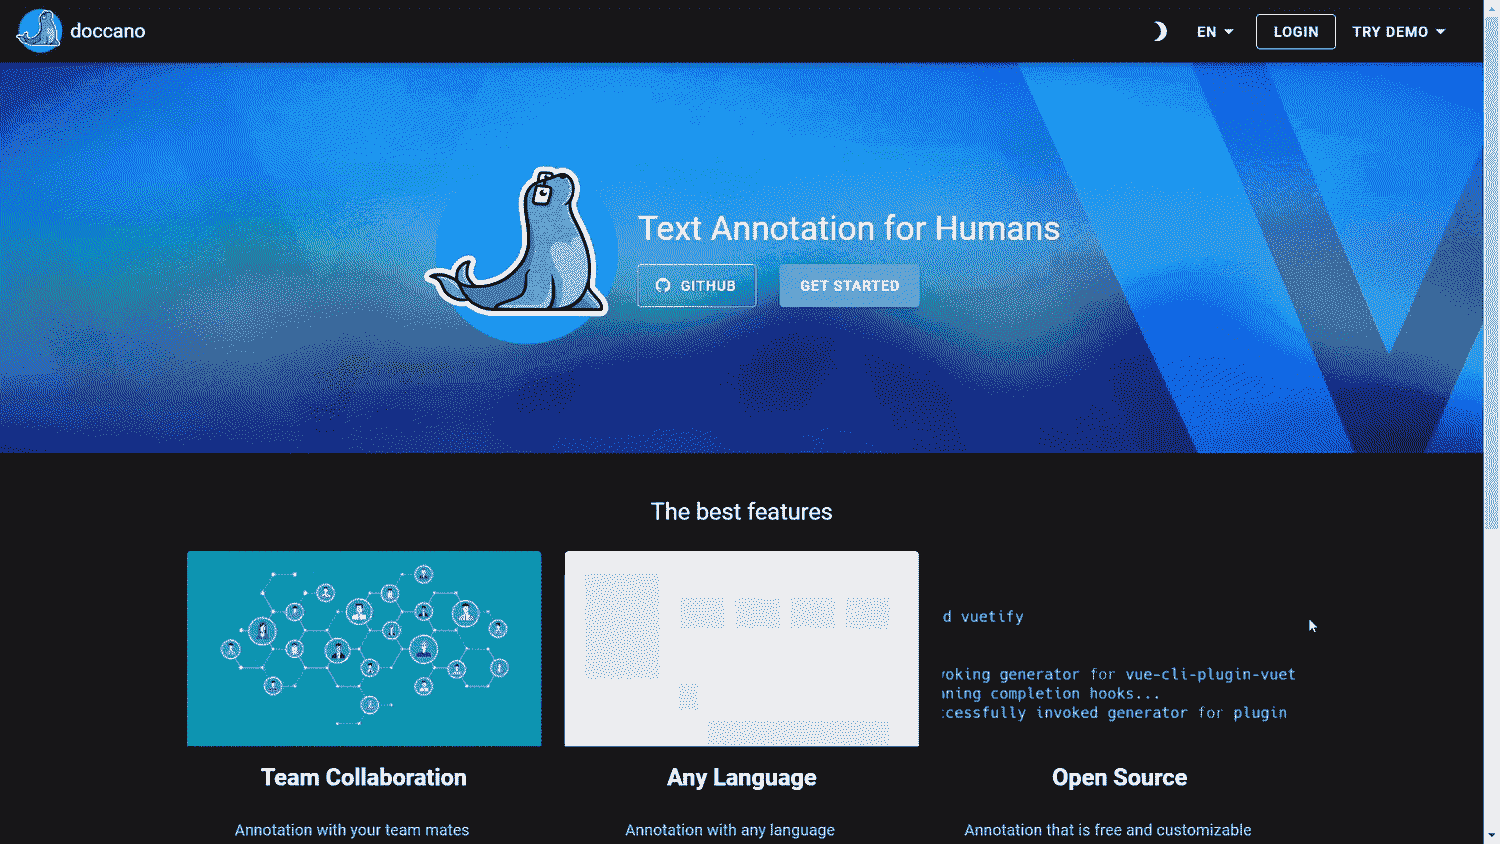 doccano
EN
LOGIN
TRY DEMO
Text Annotation for Humans
GITHUB
GET STARTED
The best features
d vuetify
voking generator for vue-cli-plugin-vuet
ning completion hooks...
cessfully invoked generator for plugin
Team Collaboration
Any Language
Open Source
Annotation with your team mates
Annotation with any language
Annotation that is free and customizable